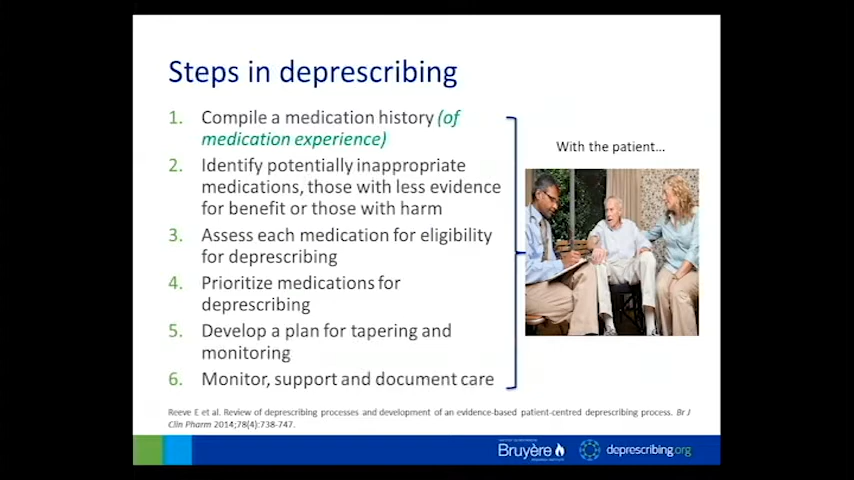 Steps in deprescribing
1. Compile a medication history (of
medication experience)
2. Identify potentially inappropriate
medications, those with less evidence
for benefit or those with harm
3. Assess each medication for eligibility
for deprescribing
4. Prioritize medications for
deprescribing
5. Develop a plan for tapering and
monitoring
6. Monitor, support and document care
With the patient…
Reeve E et al. Review of deprescribing processes and development of an evidence-based patient-centred deprescribing process. Br J
Clin Pharm 2014;78(4):738-747.
Bruyère
deprescribing.org